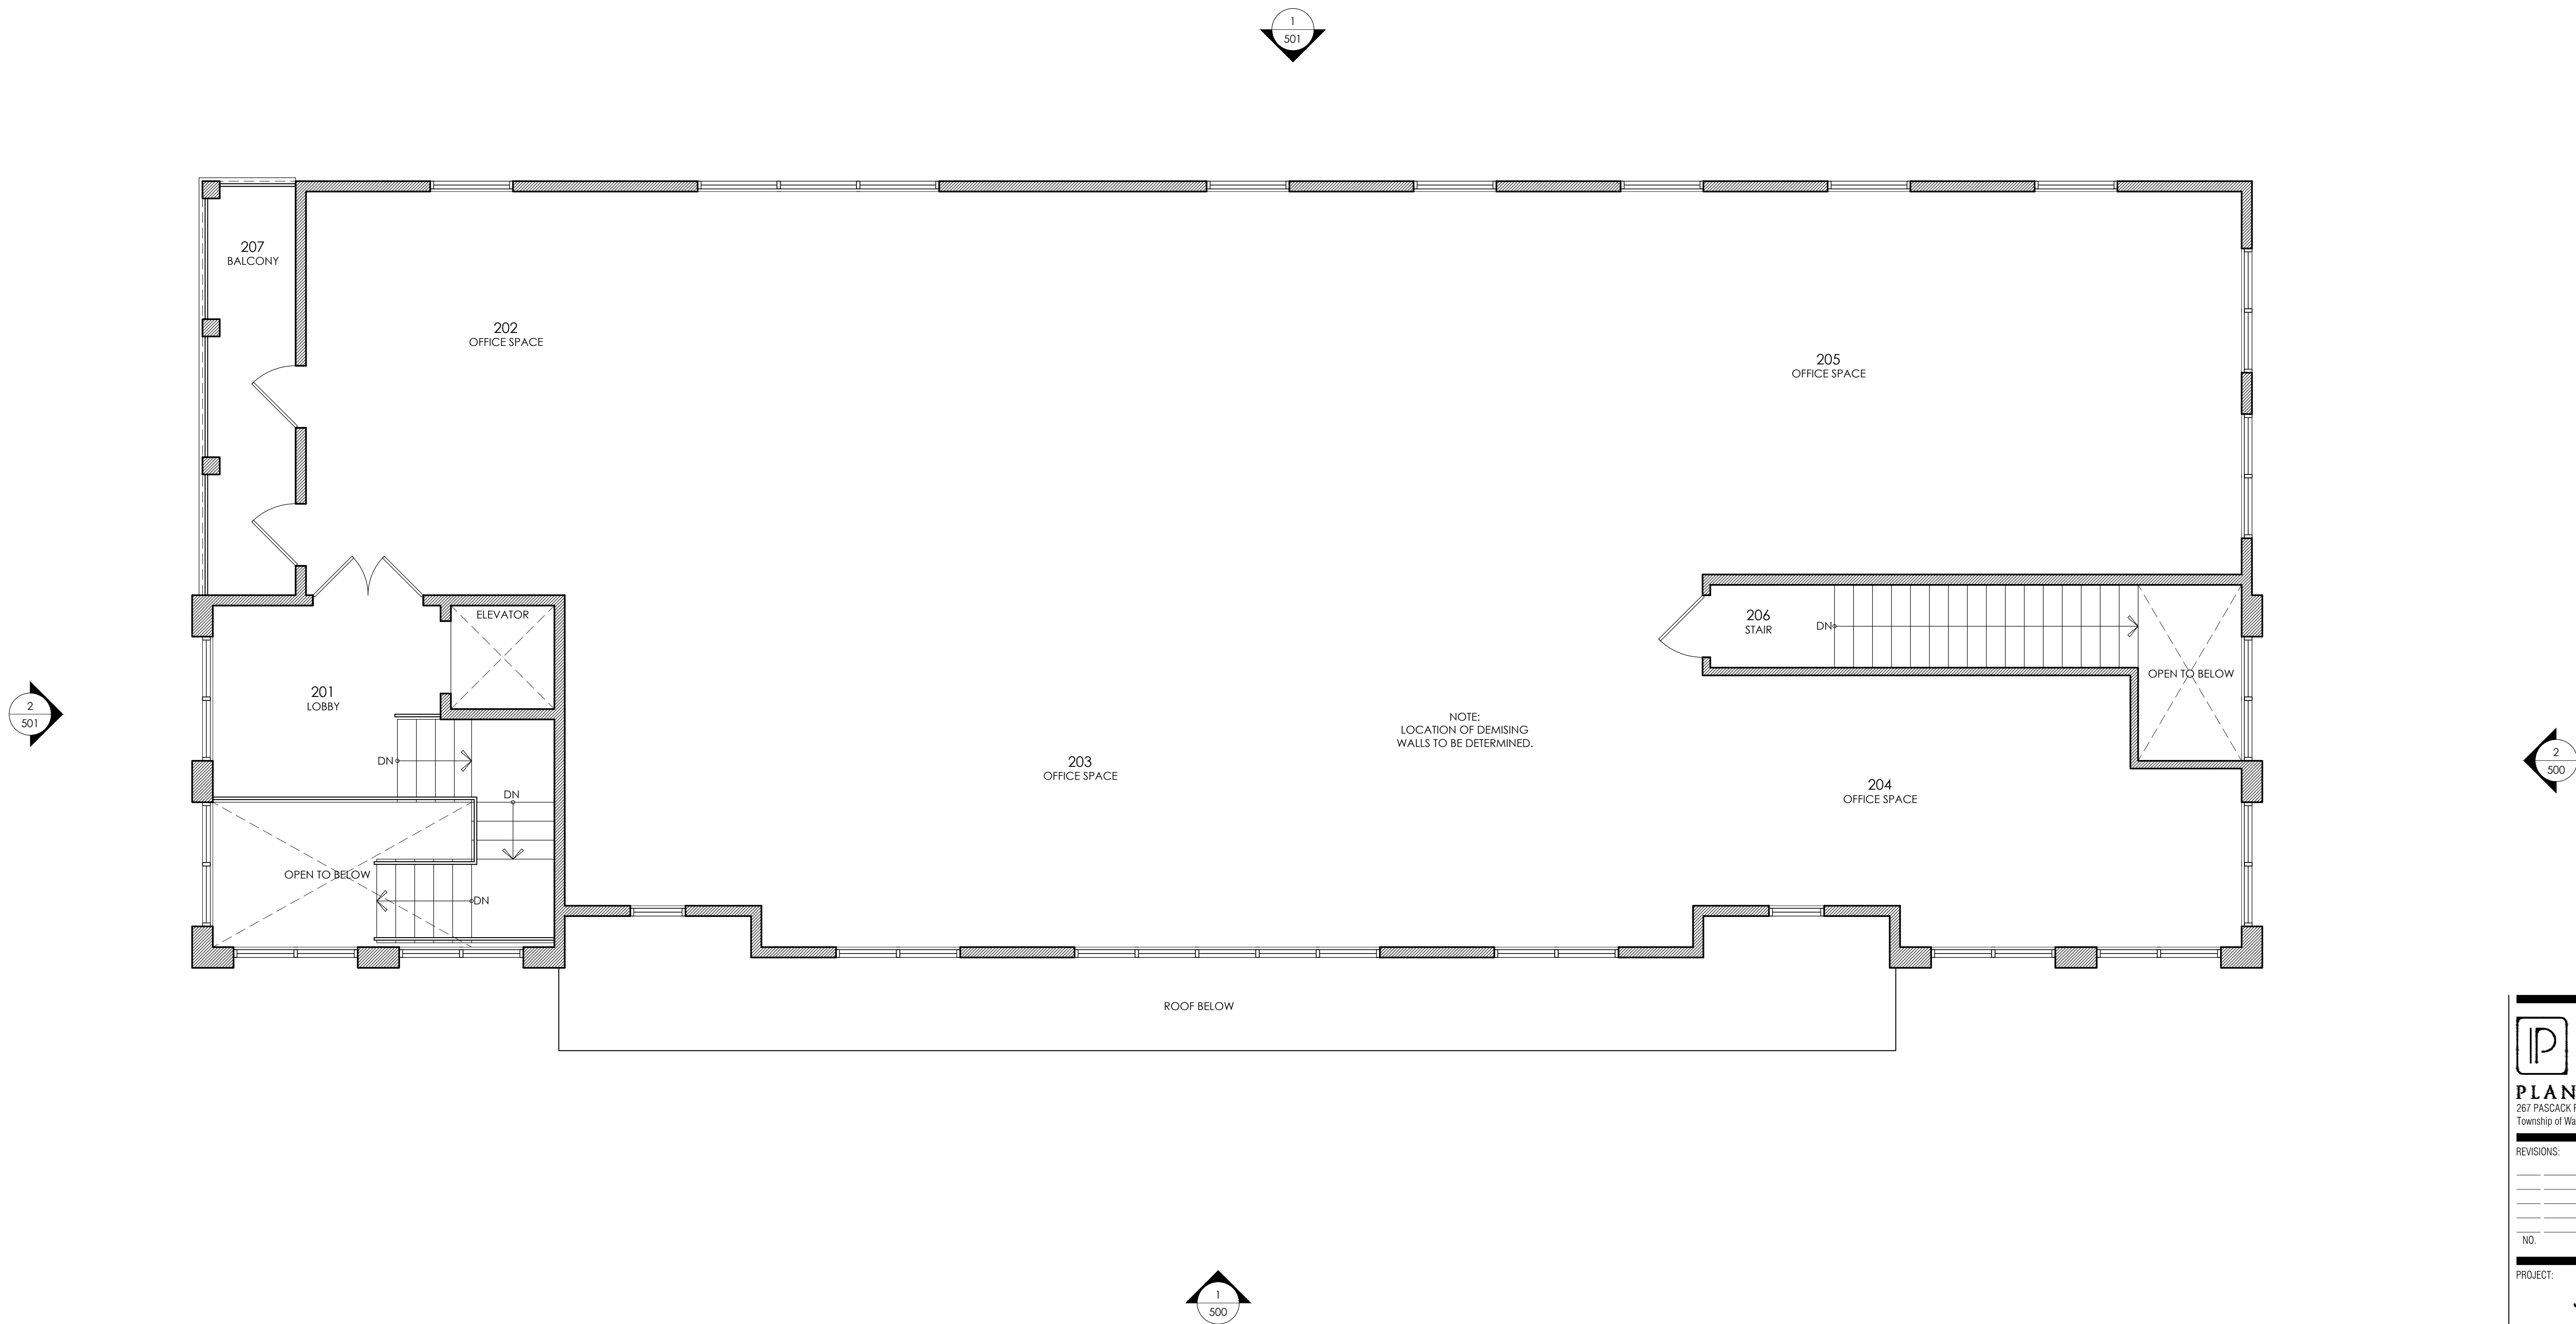 1
501
207
BALCONY
202
OFFICE SPACE
205
OFFICE SPACE
ELEVATOR
206
STAIR
DN
OPEN TO BELOW
201
LOBBY
2
501
NOTE:
LOCATION OF DEMISING
WALLS TO BE DETERMINED.
DN
203
OFFICE SPACE
2
500
DN
204
OFFICE SPACE
OPEN TO BELOW
DN
ROOF BELOW
P
PLAN
267 PASCACK
Township of
REVISIONS:
NO.
PROJECT:
1
500